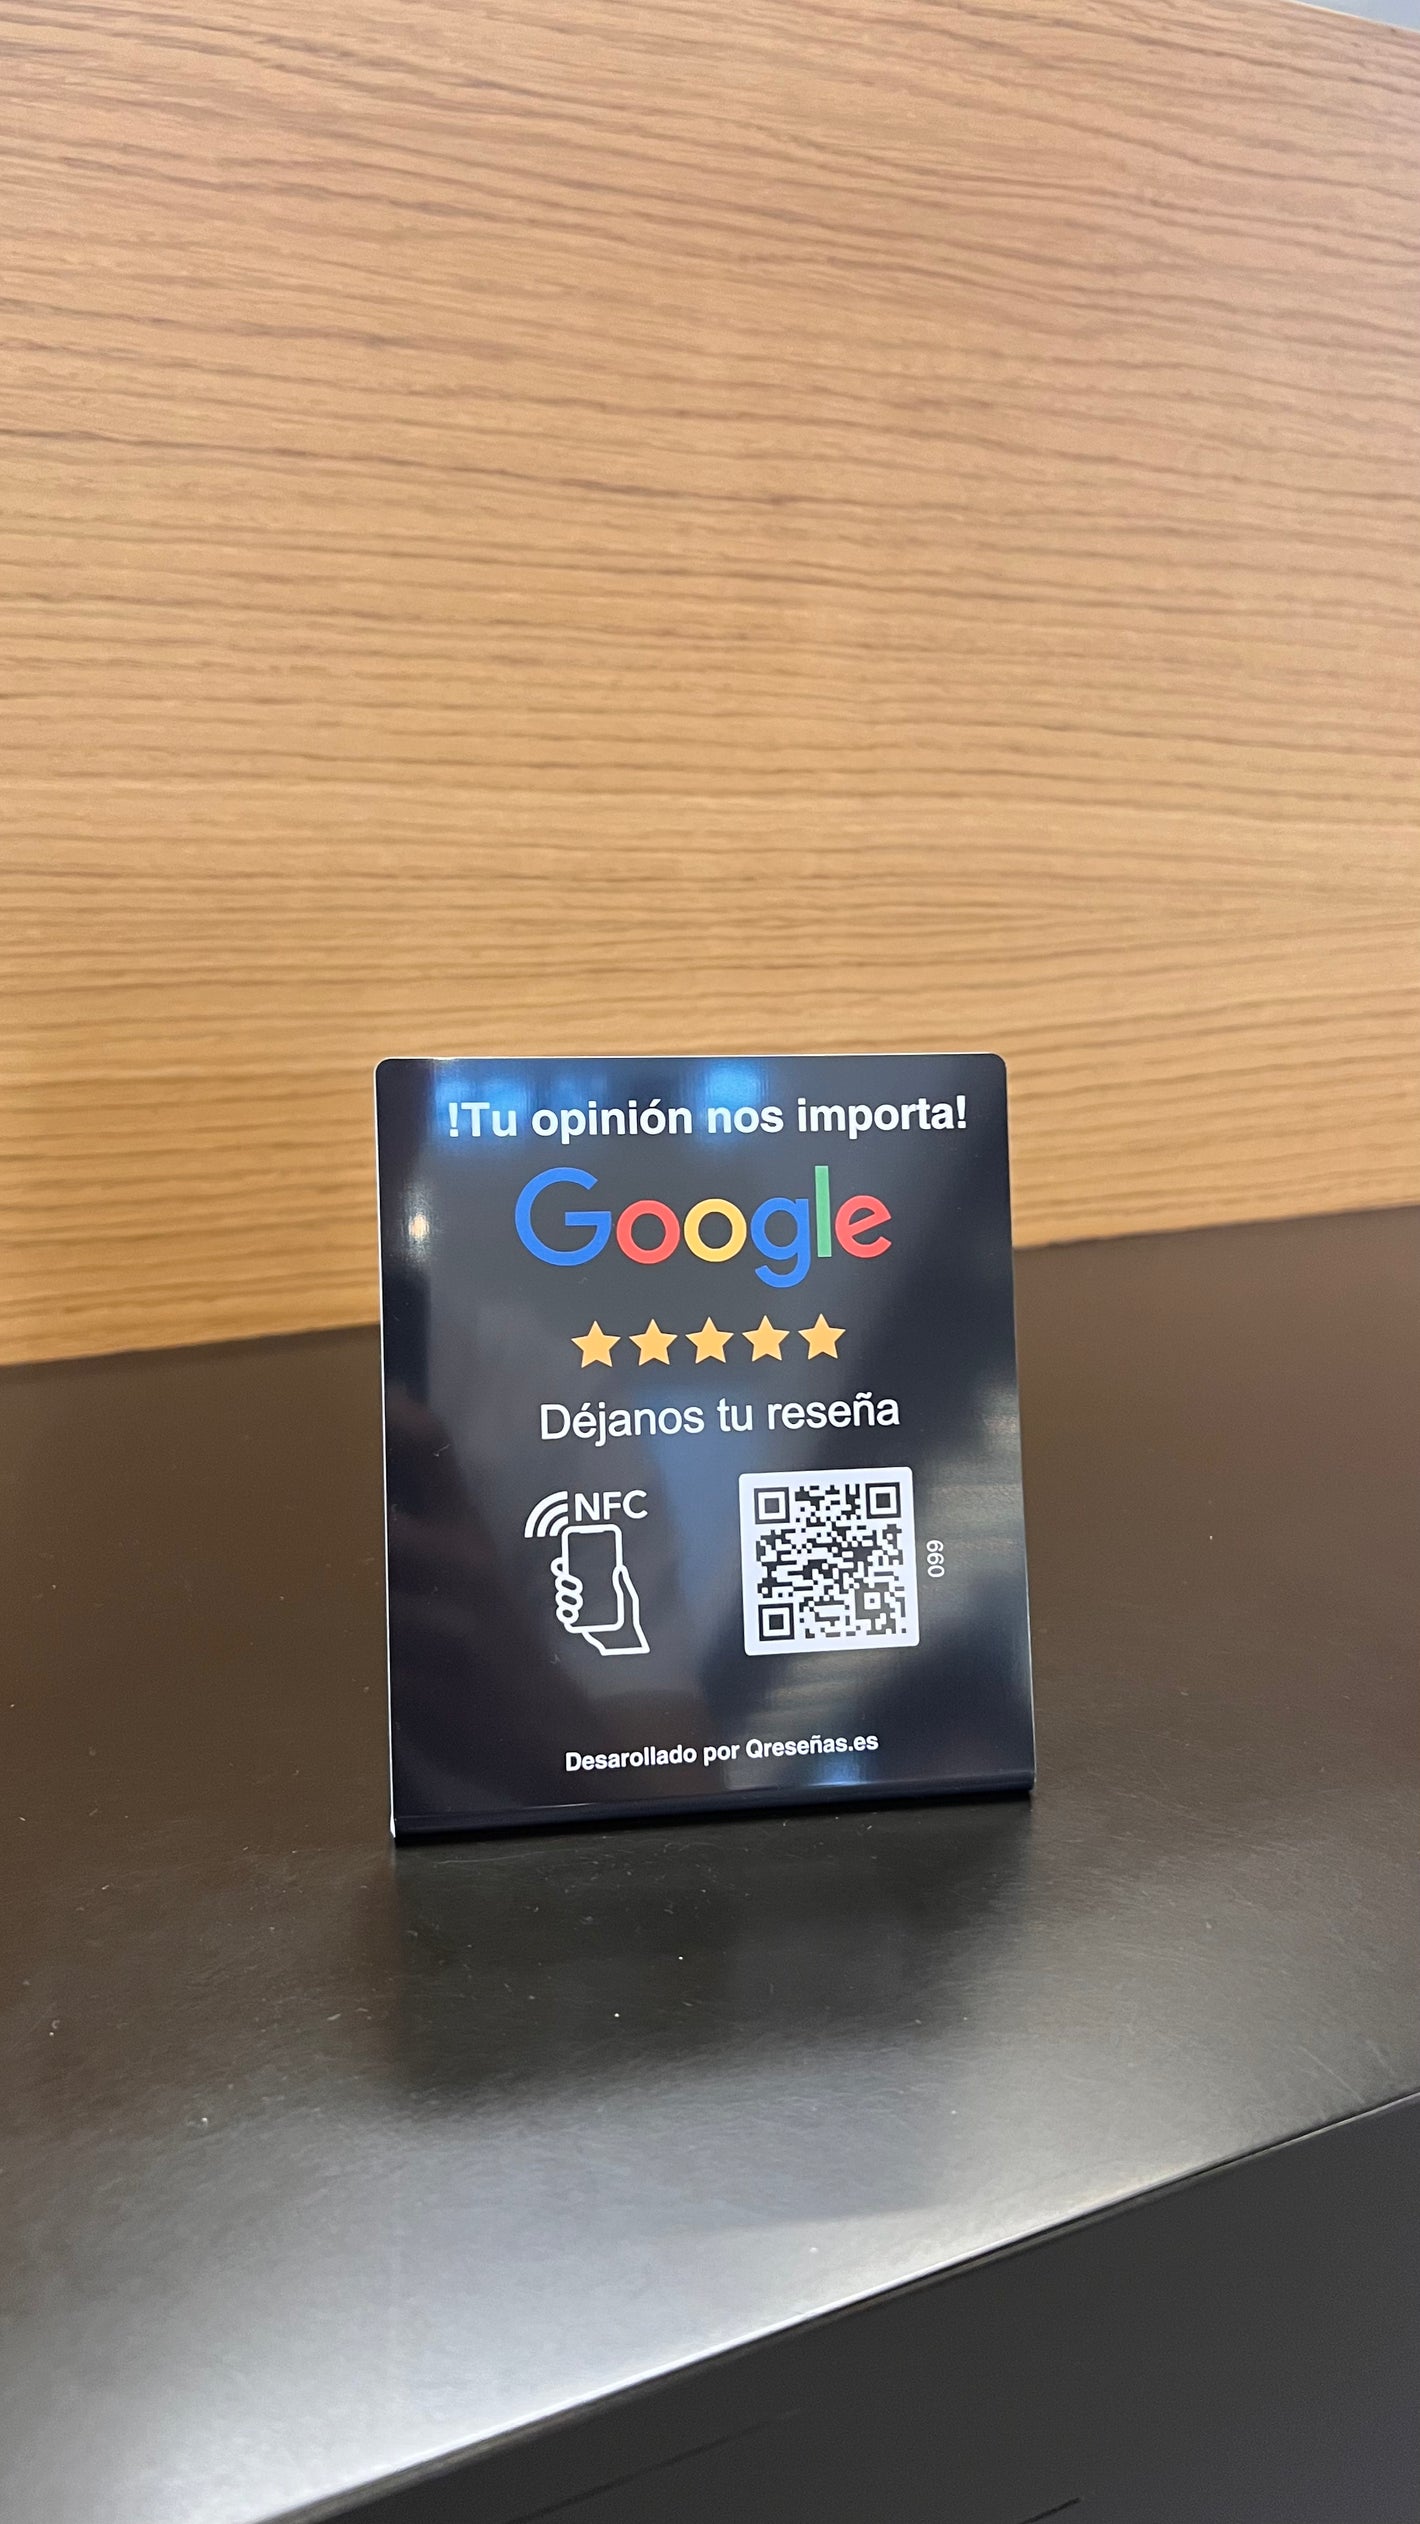 !Tu opinión nos importa!
Google
Déjanos tu reseña
NFC
099
Desarollado por Qreseñas.es